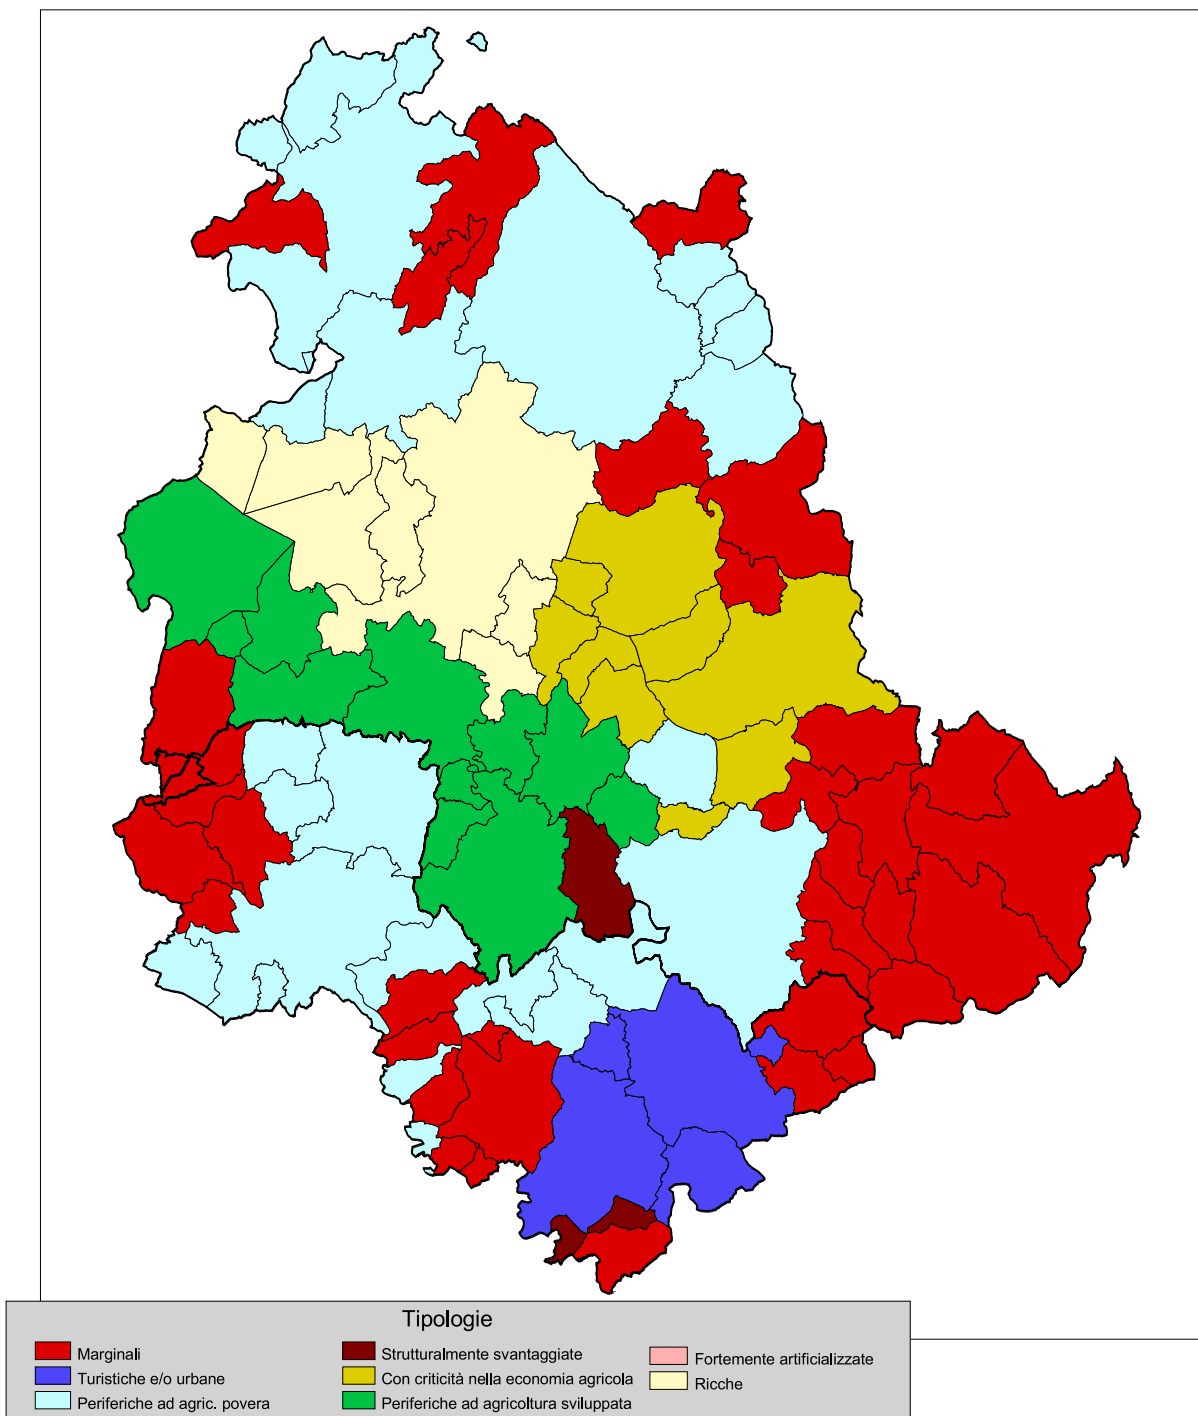 Tipologie
Marginali
Turistiche e/o urbane
Periferiche ad agric. povera
Strutturalmente svantaggiate
Con criticità nella economia agricola
Periferiche ad agricoltura sviluppata
Fortemente artificializzate
Ricche